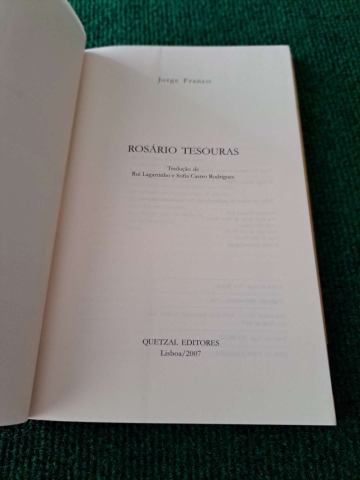 Jorge Franco
ROSÁRIO TESOURAS
Tradução de
Rui Lagartinho e Sofia Castro Rodrigues
QUETZAL EDITORES
Lisboa/2007